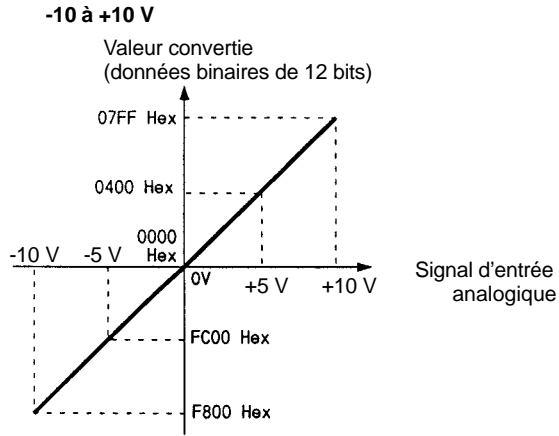 -10 à +10 V
Valeur convertie
(données binaires de 12 bits)
07FF Hex
0400 Hex
0000
Hex
-10 V
-5 V
0V
+5 V
+10 V
Signal d'entrée
analogique
FC00 Hex
F800 Hex